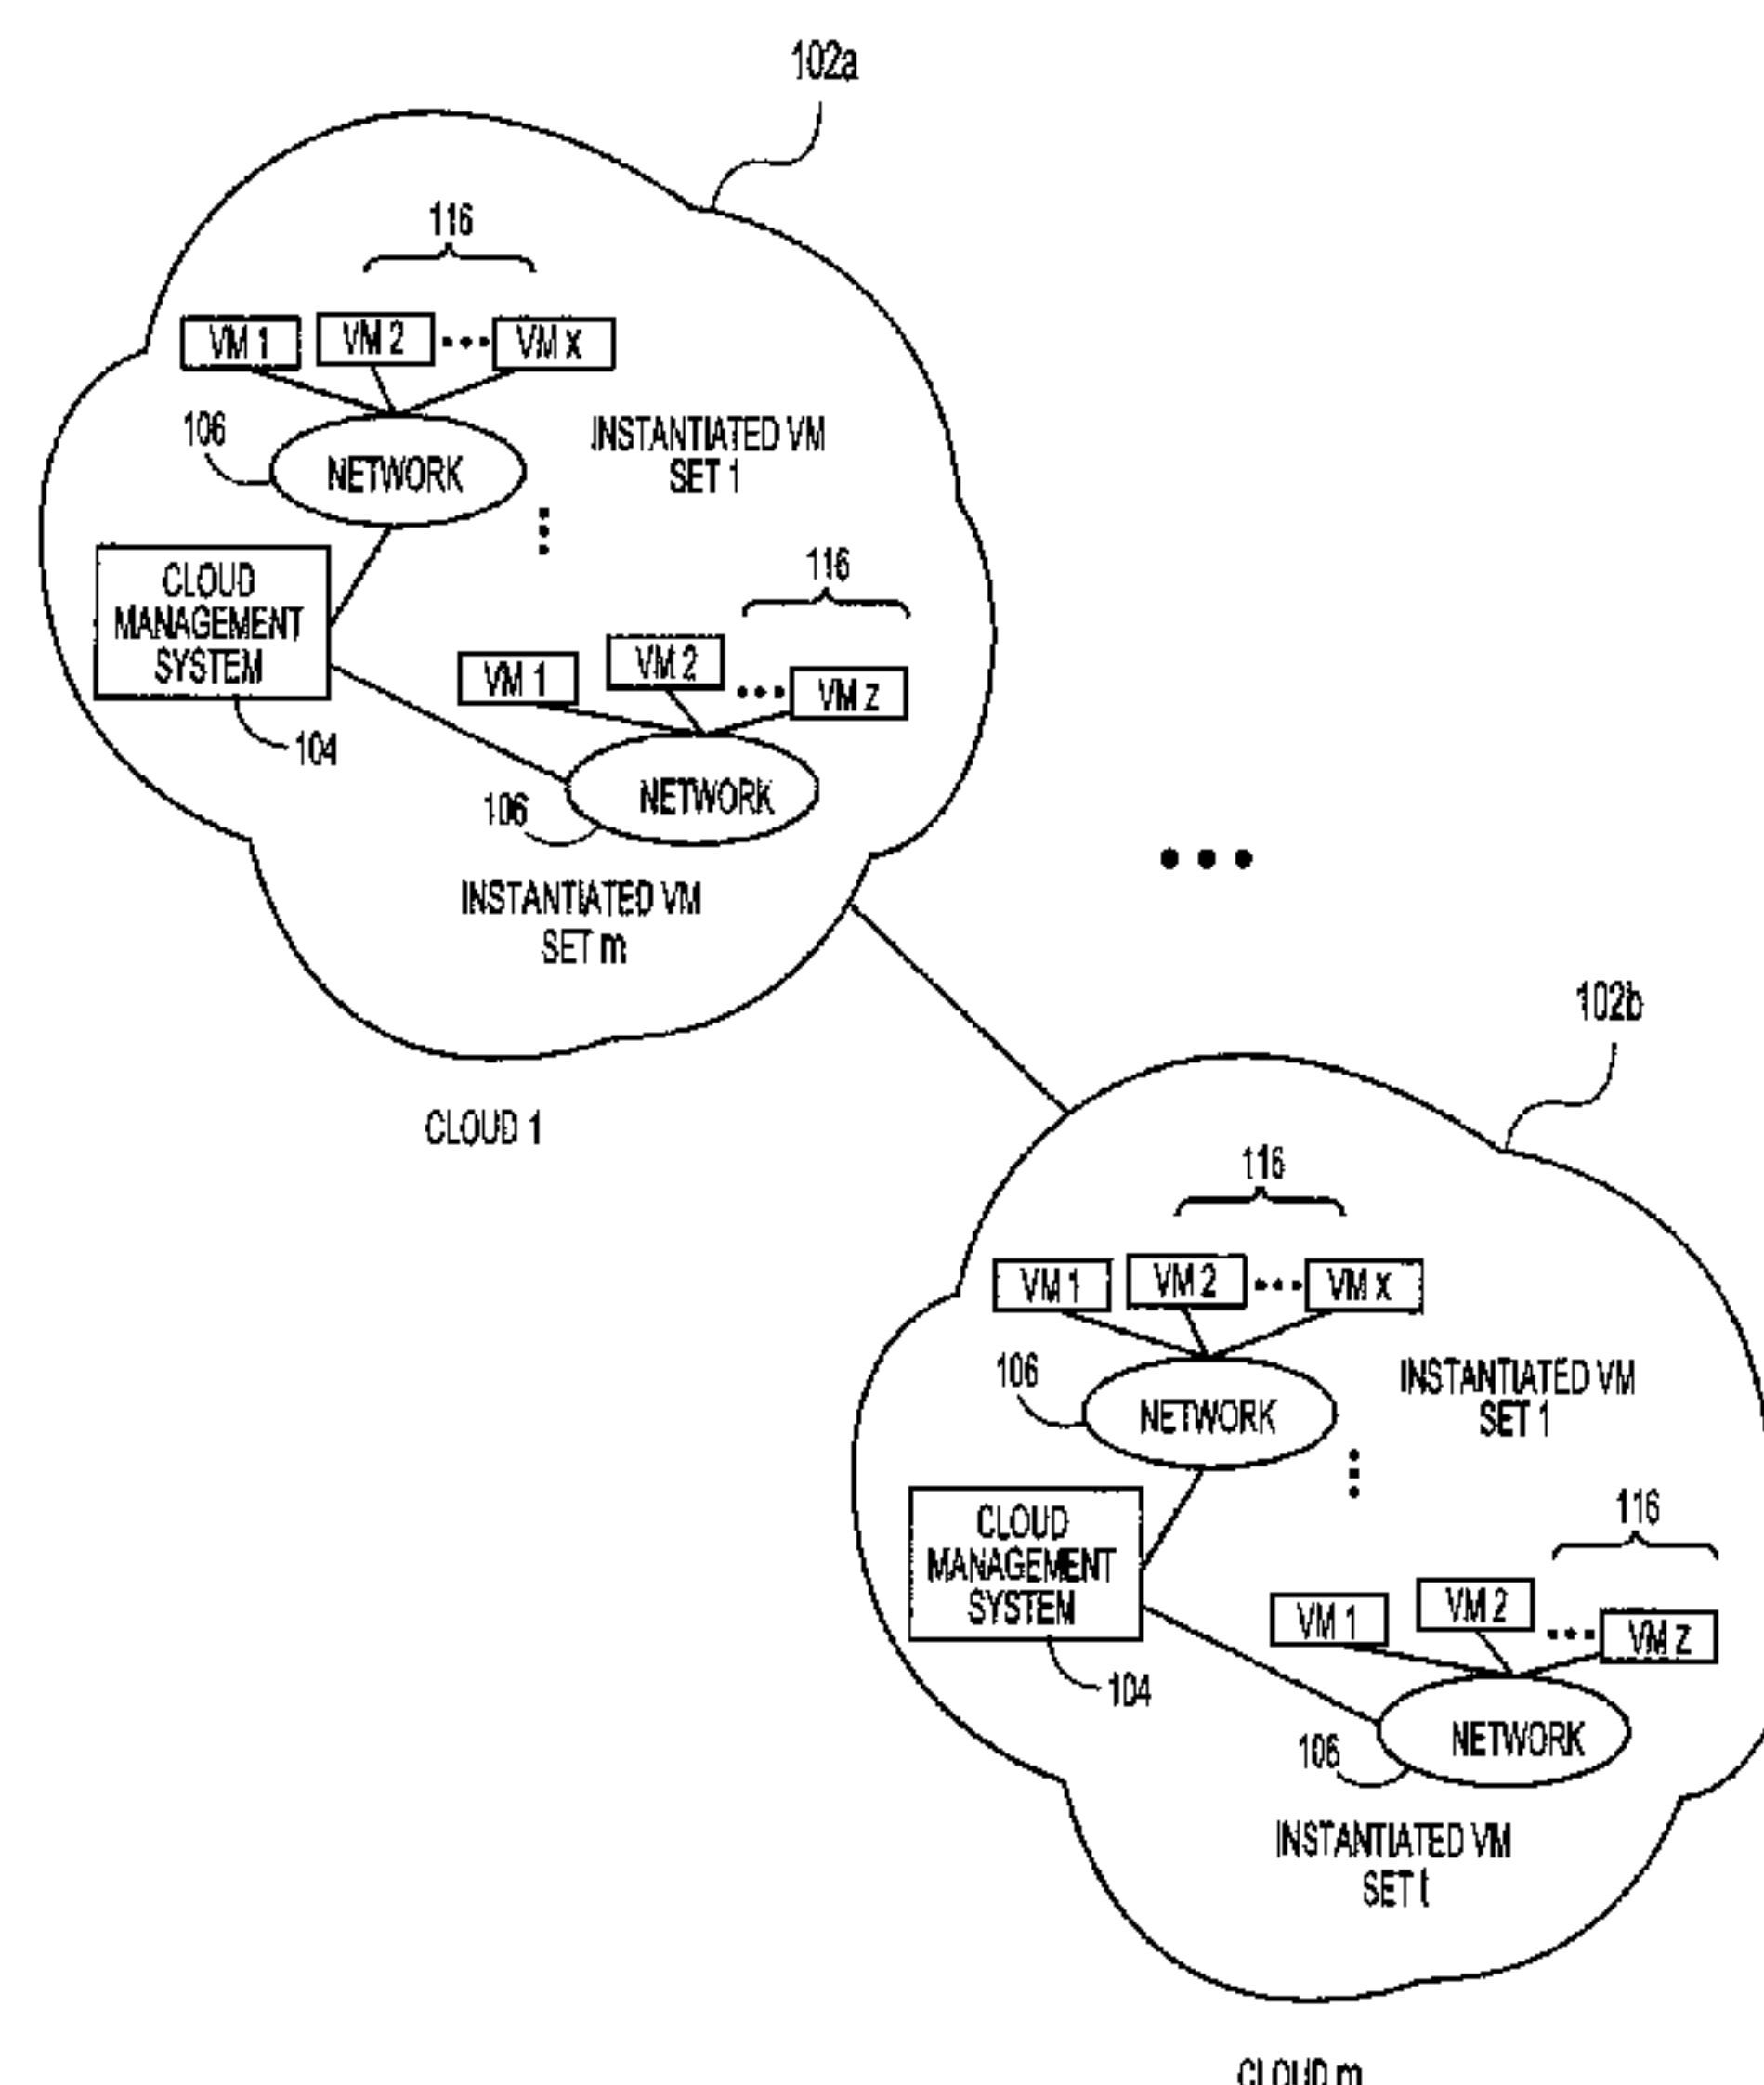 102a
116
VM 1
VM 2
VM X
106
NETWORK
INSTANTIATED VM
SET 1
CLOUD
MANAGEMENT
SYSTEM
104
116
VM 1
VM 2
VM Z
106
NETWORK
INSTANTIATED VM
SET m
CLOUD 1
102b
116
VM 1
VM 2
VM X
106
NETWORK
INSTANTIATED VM
SET 1
CLOUD
MANAGEMENT
SYSTEM
104
116
VM 1
VM 2
VM Z
106
NETWORK
INSTANTIATED VM
SET t
CLOUD m